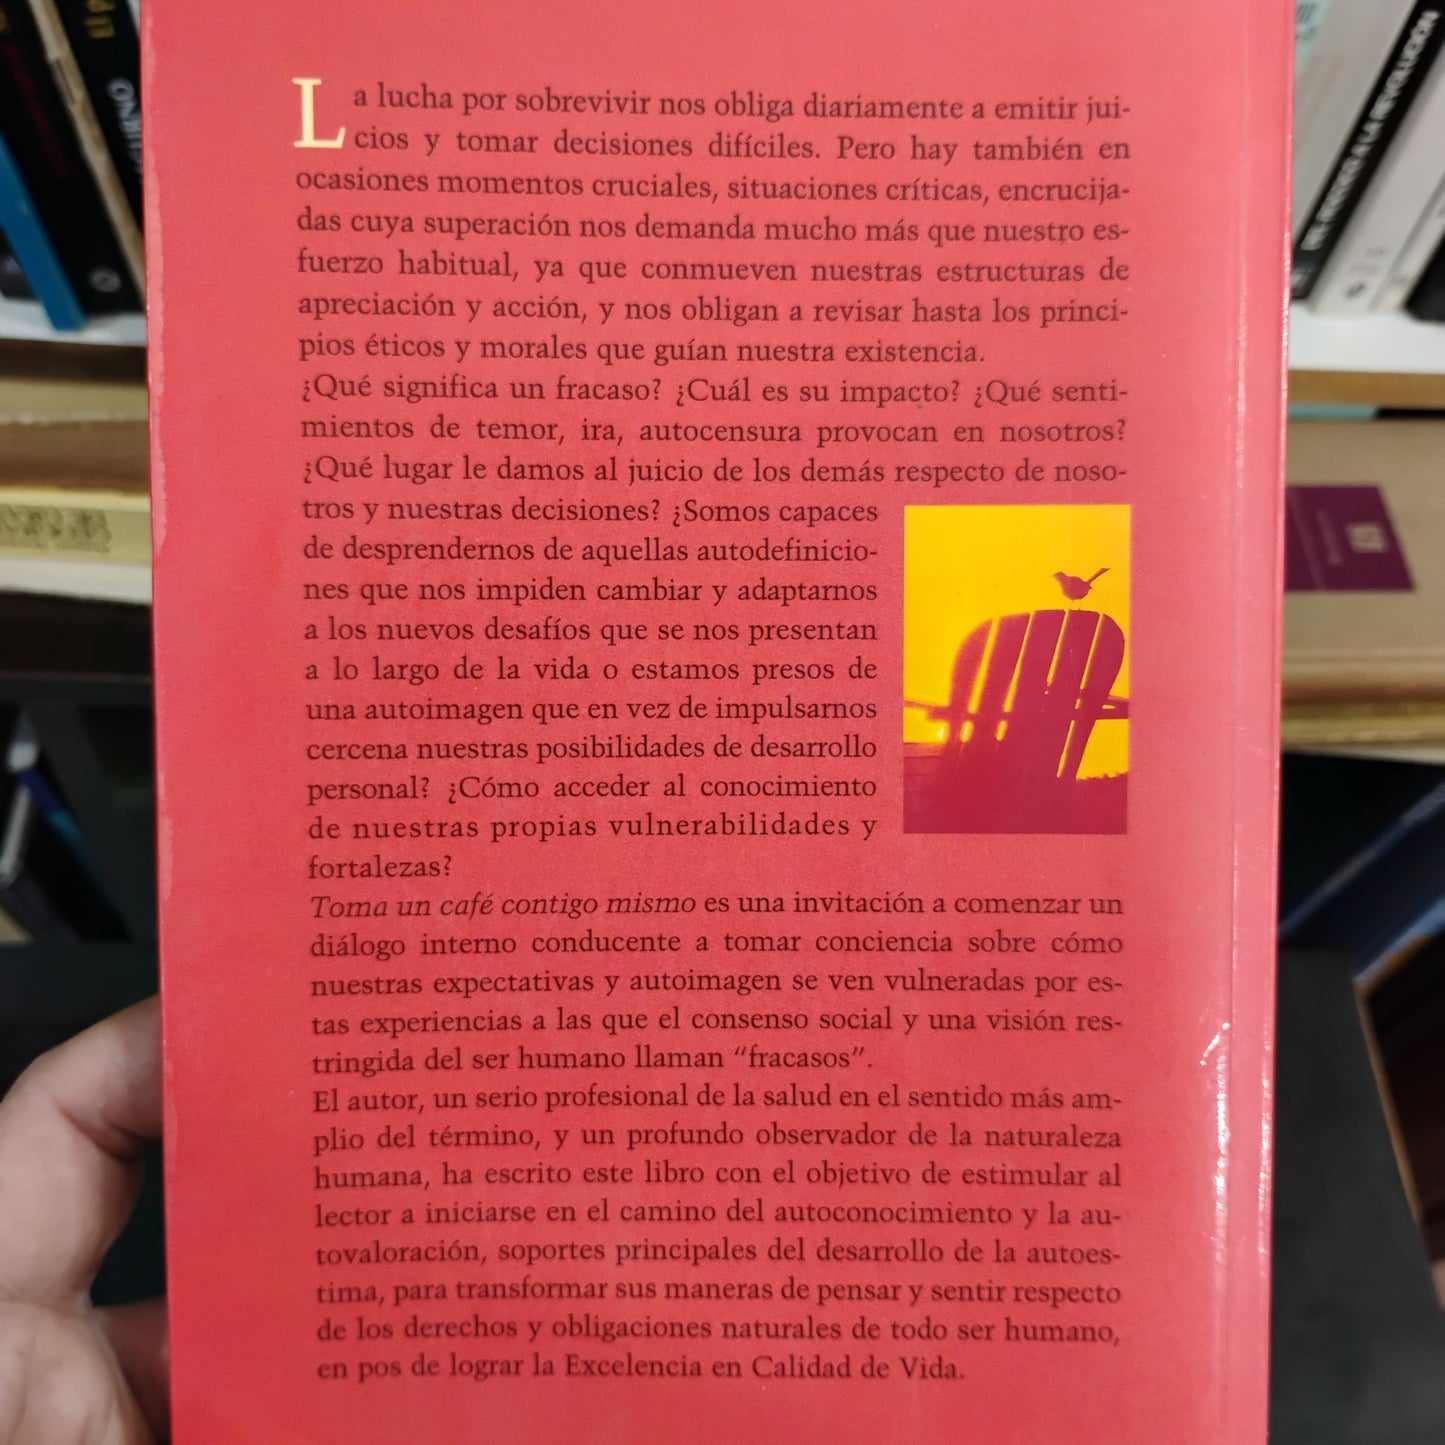 La lucha por sobrevivir nos obliga diariamente a emitir jui-
cios y tomar decisiones difíciles. Pero hay también en
ocasiones momentos cruciales, situaciones críticas, encrucija-
das cuya superación nos demanda mucho más que nuestro es-
fuerzo habitual, ya que conmueven nuestras estructuras de
apreciación y acción, y nos obligan a revisar hasta los princi-
pios éticos y morales que guían nuestra existencia.
¿Qué significa un fracaso? ¿Cuál es su impacto? ¿Qué senti-
mientos de temor, ira, autocensura provocan en nosotros?
¿Qué lugar le damos al juicio de los demás respecto de noso-
tros y nuestras decisiones? ¿Somos capaces
de desprendernos de aquellas autodefinicio-
nes que nos impiden cambiar y adaptarnos
a los nuevos desafíos que se nos presentan
a lo largo de la vida o estamos presos de
una autoimagen que en vez de impulsarnos
cercena nuestras posibilidades de desarrollo
personal? ¿Cómo acceder al conocimiento
de nuestras propias vulnerabilidades y
fortalezas?
Toma un café contigo mismo es una invitación a comenzar un
diálogo interno conducente a tomar conciencia sobre cómo
nuestras expectativas y autoimagen se ven vulneradas por es-
tas experiencias a las que el consenso social y una visión res-
tringida del ser humano llaman “fracasos”.
El autor, un serio profesional de la salud en el sentido más am-
plio del término, y un profundo observador de la naturaleza
humana, ha escrito este libro con el objetivo de estimular al
lector a iniciarse en el camino del autoconocimiento y la au-
tovaloración, soportes principales del desarrollo de la autoes-
tima, para transformar sus maneras de pensar y sentir respecto
de los derechos y obligaciones naturales de todo ser humano,
en pos de lograr la Excelencia en Calidad de Vida.
LA REVOLUCIÓN